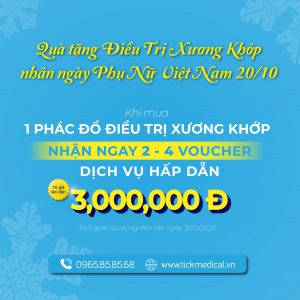 Quà tặng Điều Trị Xương Khớp
nhân ngày Phụ Nữ Việt Nam 20/10
Khi mua
1 PHÁC ĐỒ ĐIỀU TRỊ XƯƠNG KHỚP
NHẬN NGAY 2 - 4 VOUCHER
DỊCH VỤ HẤP DẪN
Trị giá
lên đến
3,000,000 Đ
Thời gian áp dụng đến hết ngày 31/10/2020
0965.85.85.68
www.tickmedical.vn